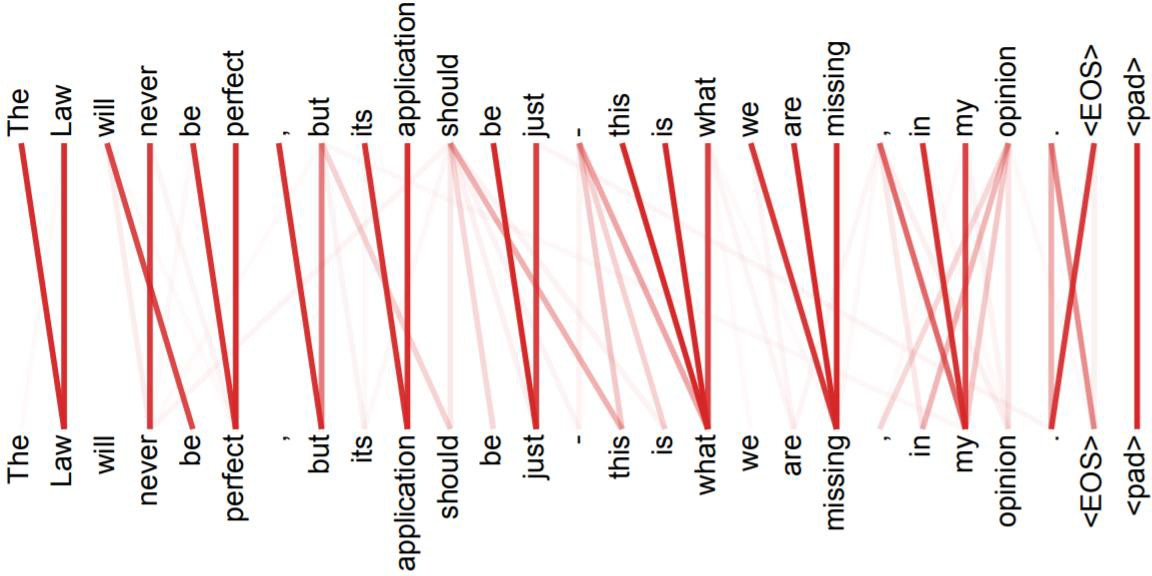 The Law will never be perfect , but its application should be just - this is what we are missing , in my opinion . <EOS> <pad>
The Law will never be perfect , but its application should be just - this is what we are missing , in my opinion . <EOS> <pad>